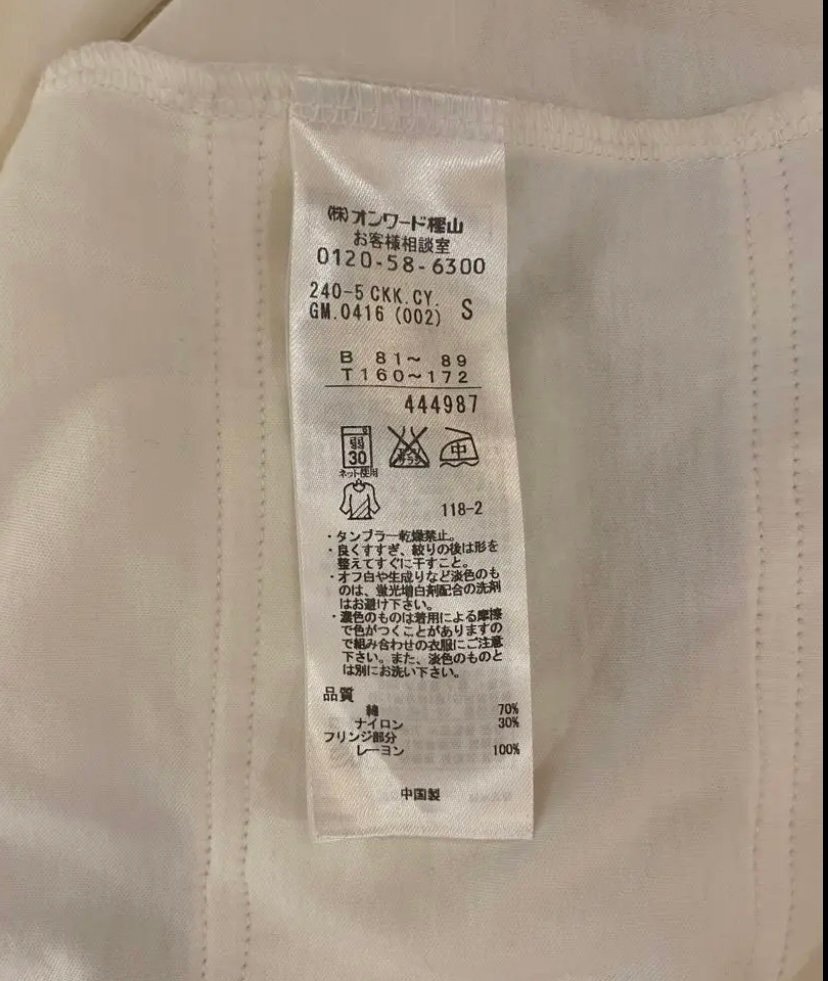 (株)オンワード樫山
お客様相談室
0120-58-6300
240-5 CKK.CY. S
GM.0416 (002)
B 81〜 89
T160〜172
444987
弱
30
ネット使用
サラシ
中
118-2
・タンブラー乾燥禁止。
・良くすすぎ、絞りの後は形を
整えてすぐに干すこと。
・オフ白や生成りなど淡色のも
のは、蛍光増白剤配合の洗剤
はお避け下さい。
・濃色のものは着用による摩擦
で色がつくことがありますの
で組み合わせの衣服にご注意
下さい。また、淡色のものと
は別にお洗い下さい。
品質
綿 70%
ナイロン 30%
フリンジ部分
レーヨン 100%
中国製